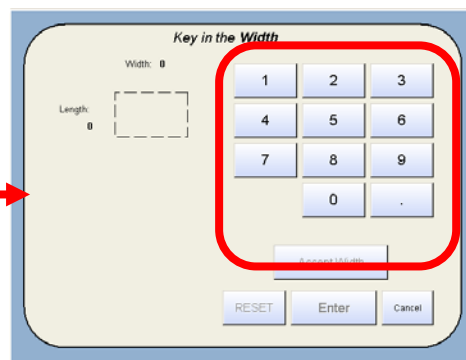 Key in the Width
Width: 0
Length:
0
1 2 3
4 5 6
7 8 9
0 .
Accept Width
RESET Enter Cancel